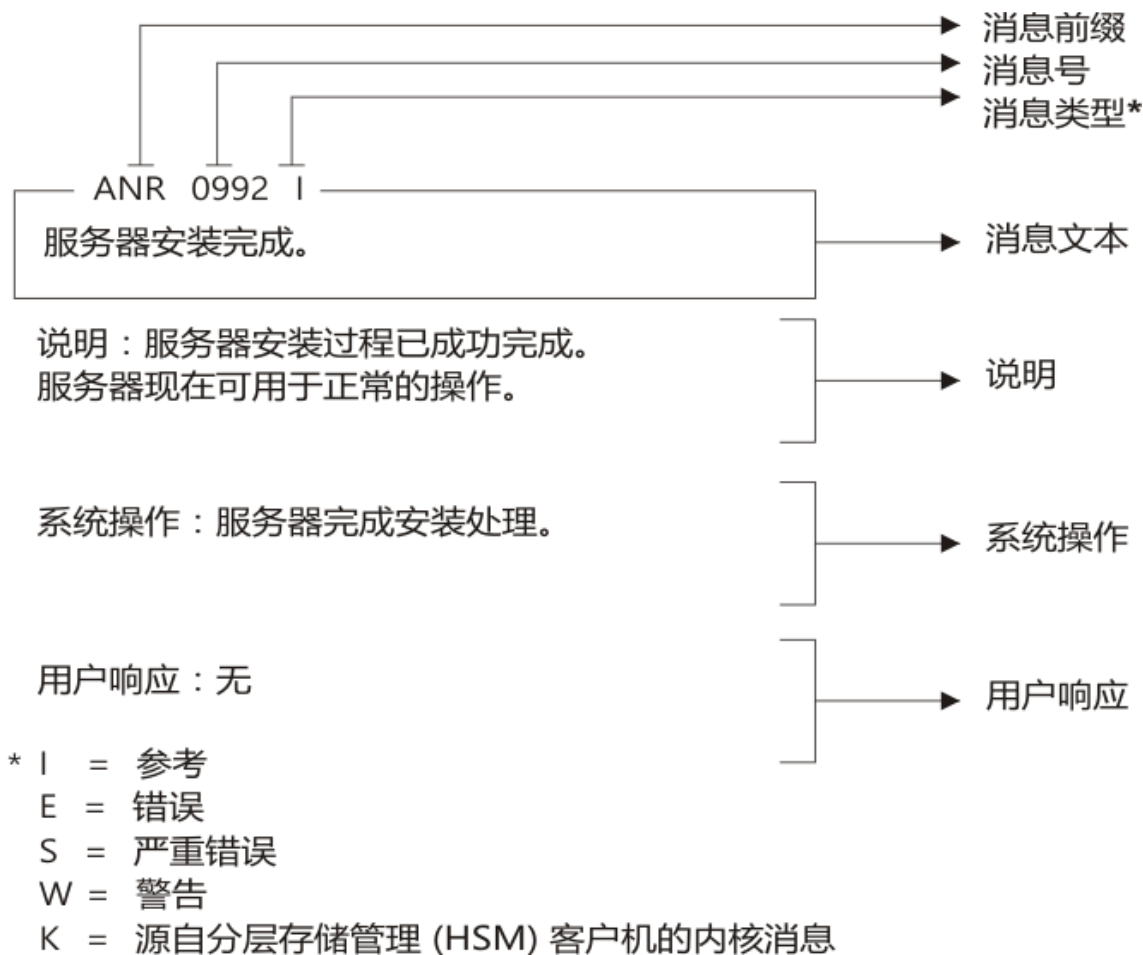 消息前缀
消息号
消息类型*
ANR 0992 I
服务器安装完成。
消息文本
说明：服务器安装过程已成功完成。
服务器现在可用于正常的操作。
说明
系统操作：服务器完成安装处理。
系统操作
用户响应：无
用户响应
* I = 参考
E = 错误
S = 严重错误
W = 警告
K = 源自分层存储管理 (HSM) 客户机的内核消息